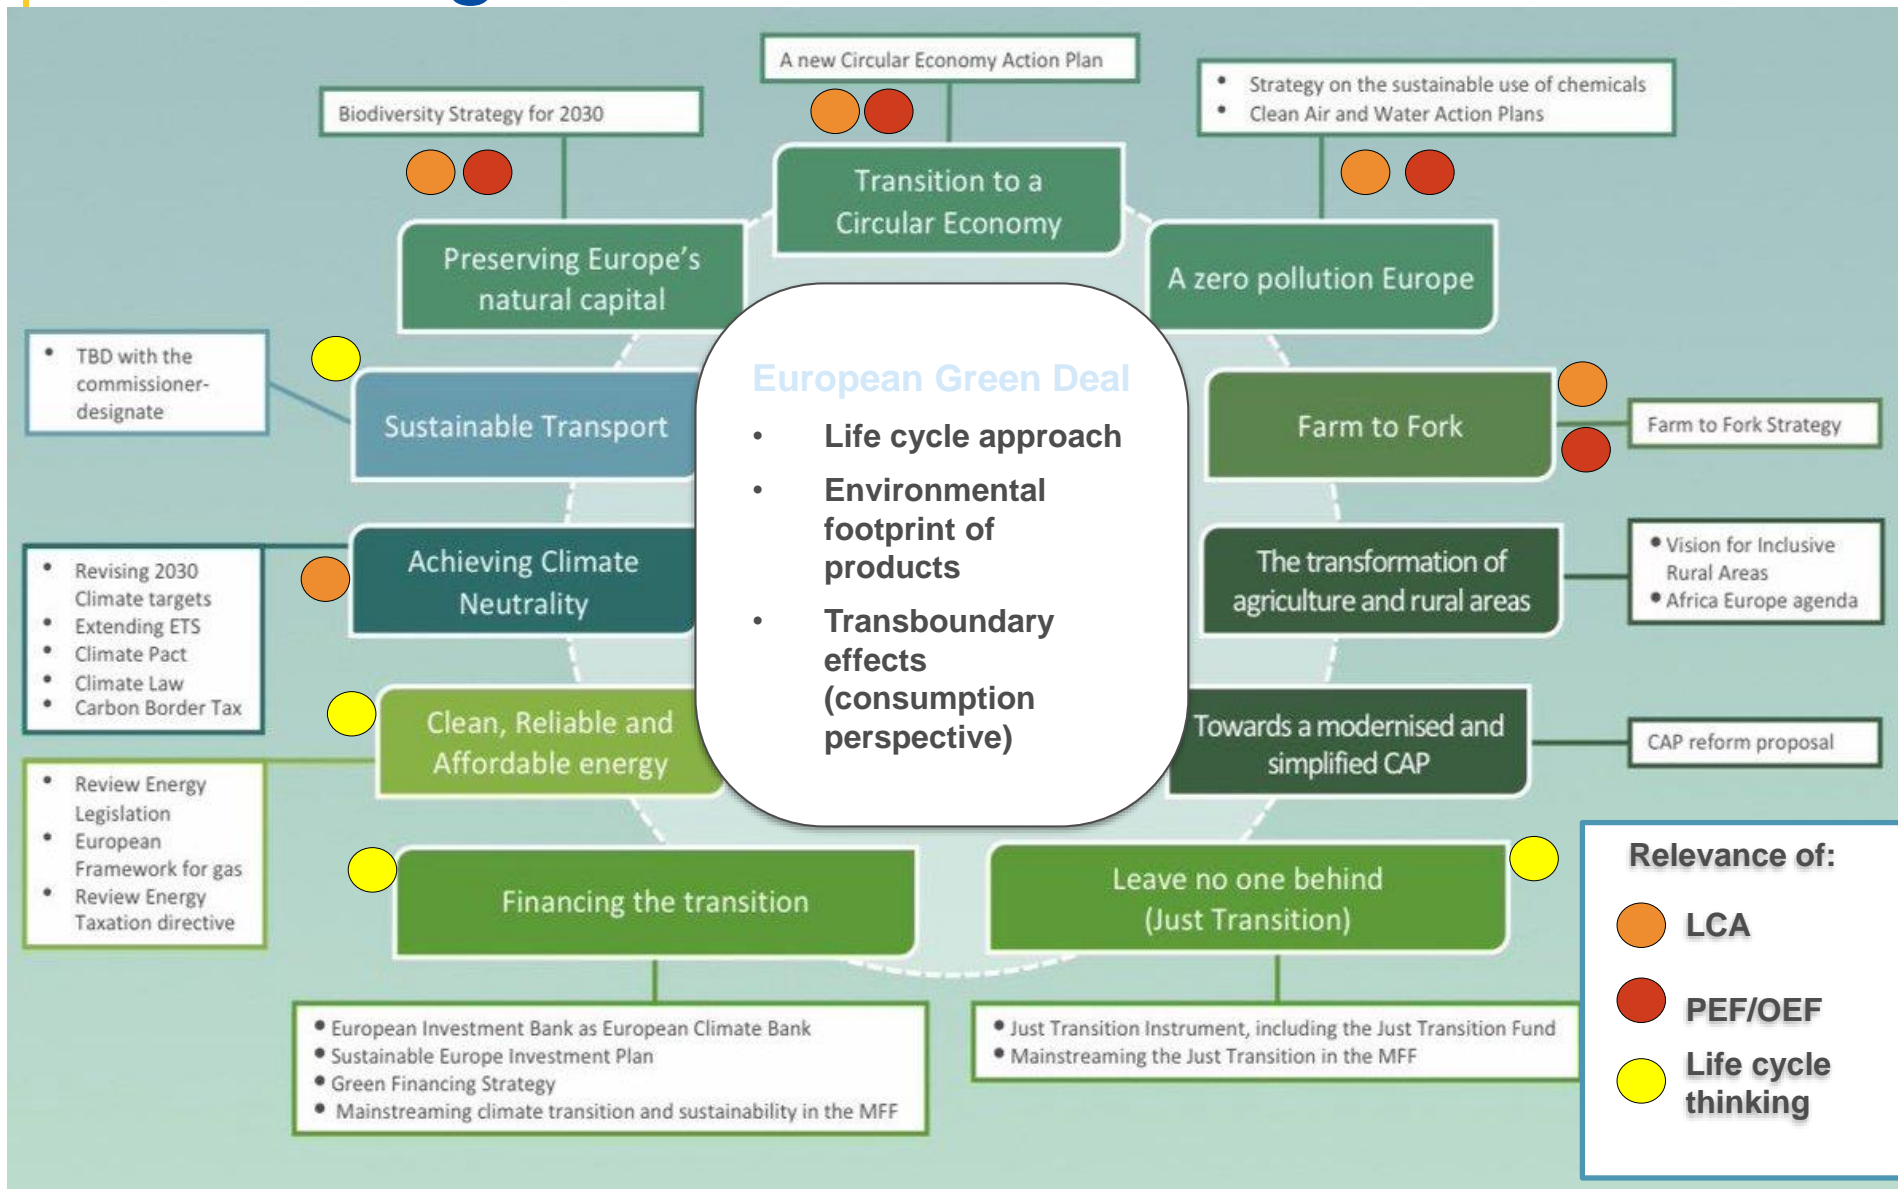 A new Circular Economy Action Plan
Biodiversity Strategy for 2030
• Strategy on the sustainable use of chemicals
• Clean Air and Water Action Plans
Transition to a
Circular Economy
Preserving Europe's
natural capital
A zero pollution Europe
• TBD with the
commissioner-
designate
Sustainable Transport
European Green Deal
• Life cycle approach
• Environmental
footprint of
products
• Transboundary
effects
(consumption
perspective)
Farm to Fork
Farm to Fork Strategy
• Revising 2030
Climate targets
• Extending ETS
• Climate Pact
• Climate Law
• Carbon Border Tax
Achieving Climate
Neutrality
The transformation of
agriculture and rural areas
• Vision for Inclusive
Rural Areas
• Africa Europe agenda
Clean, Reliable and
Affordable energy
Towards a modernised and
simplified CAP
CAP reform proposal
• Review Energy
Legislation
• European
Framework for gas
• Review Energy
Taxation directive
Financing the transition
Leave no one behind
(Just Transition)
• European Investment Bank as European Climate Bank
• Sustainable Europe Investment Plan
• Green Financing Strategy
• Mainstreaming climate transition and sustainability in the MFF
• Just Transition Instrument, including the Just Transition Fund
• Mainstreaming the Just Transition in the MFF
Relevance of:
LCA
PEF/OEF
Life cycle
thinking